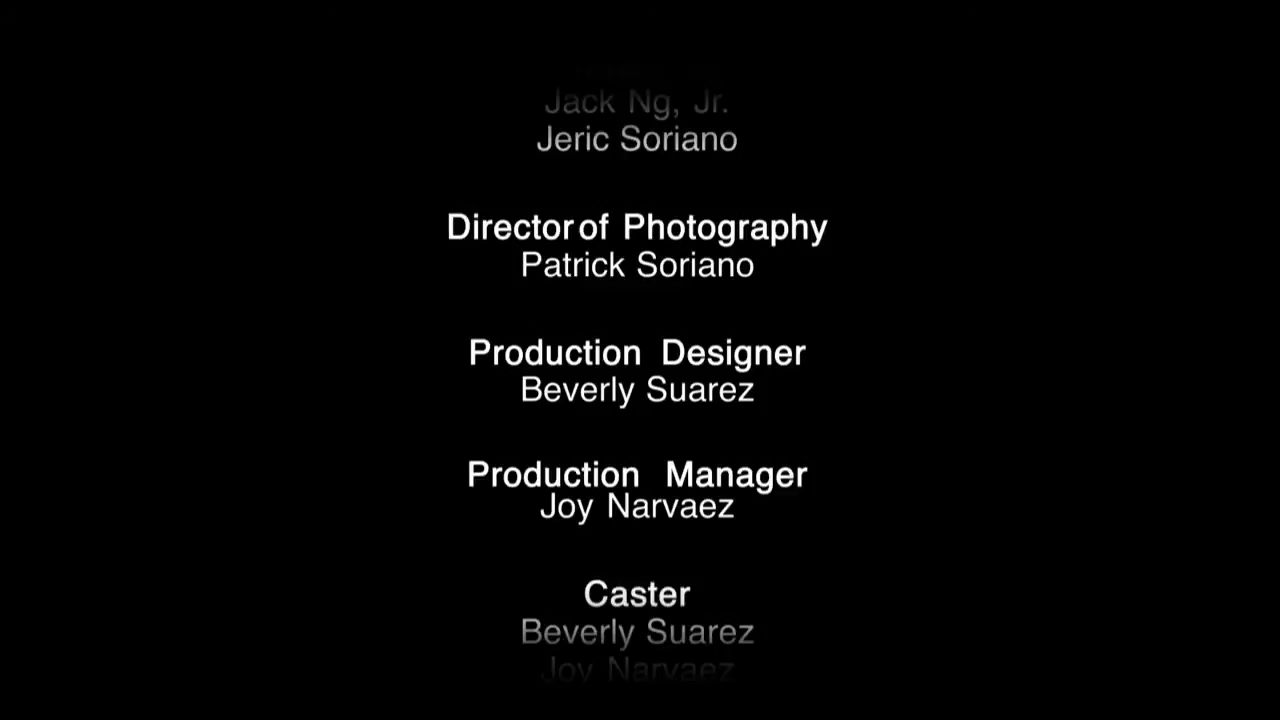 Jack Ng, Jr.
Jeric Soriano
Director of Photography
Patrick Soriano
Production Designer
Beverly Suarez
Production Manager
Joy Narvaez
Caster
Beverly Suarez
Joy Narvaez